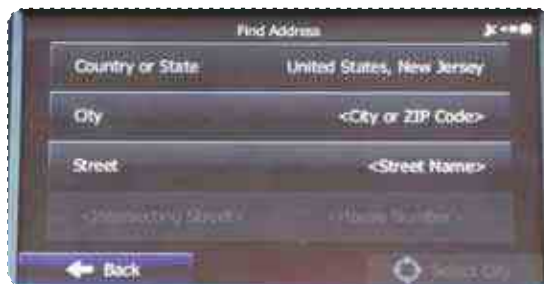 Find Address
Country or State United States, New Jersey
City <City or ZIP Code>
Street <Street Name>
<Intersecting Street> <House Number>
Back Select City